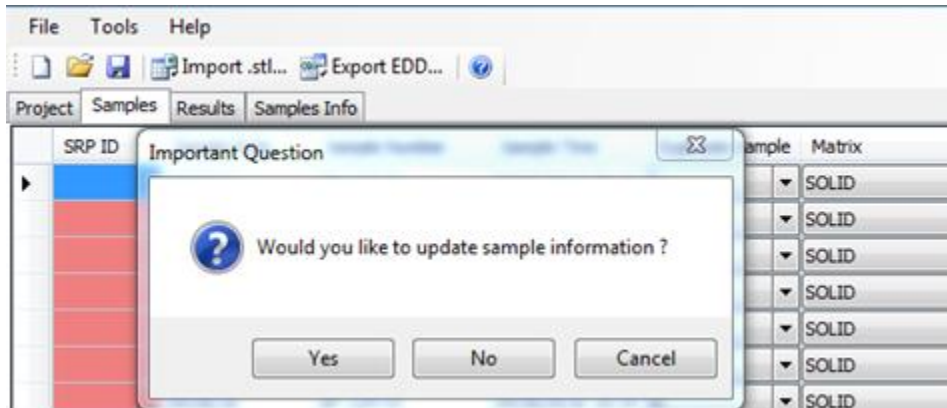 File Tools Help
Import .stl... Export EDD...
Project Samples Results Samples Info
SRP ID ample Matrix
Important Question
SOLID
SOLID
Would you like to update sample information ?
SOLID
SOLID
SOLID
Yes No Cancel
SOLID
SOLID